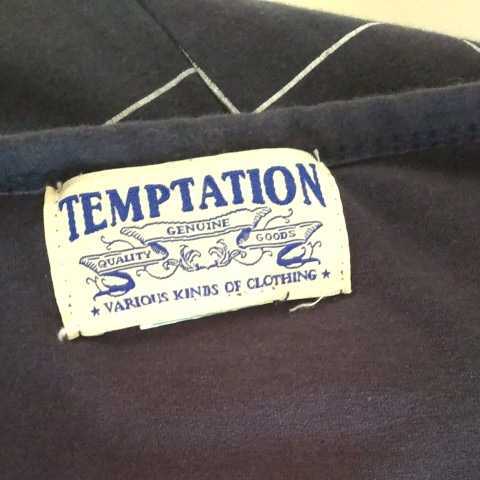 TEMPTATION
GENUINE
QUALITY GOODS
★ VARIOUS KINDS OF CLOTHING ★